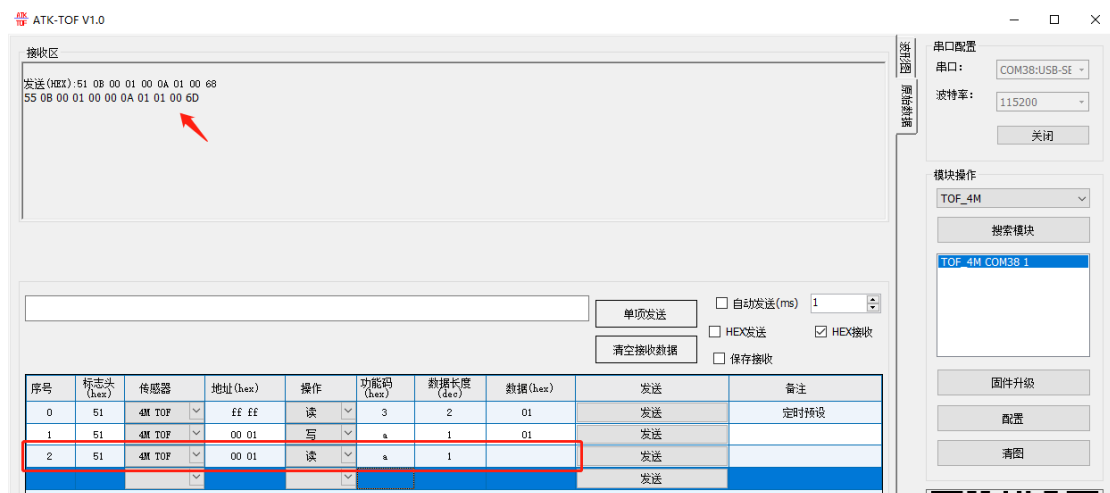 ATK-TOF V1.0
接收区
发送(HEX):51 0B 00 01 00 0A 01 00 68
55 0B 00 01 00 00 0A 01 01 00 6D
波形图
原始数据
串口配置
串口:
COM38:USB-SE
波特率:
115200
关闭
模块操作
TOF_4M
搜索模块
TOF_4M COM38 1
固件升级
配置
清图
单项发送
自动发送(ms)
1
HEX发送
HEX接收
清空接收数据
保存接收
序号 标志头(hex) 传感器 地址(hex) 操作 功能码(hex) 数据长度(dec) 数据(hex) 发送 备注
0 51 4M TOF ff ff 读 3 2 01 发送 定时预设
1 51 4M TOF 00 01 写 a 1 01 发送
2 51 4M TOF 00 01 读 a 1 发送
发送